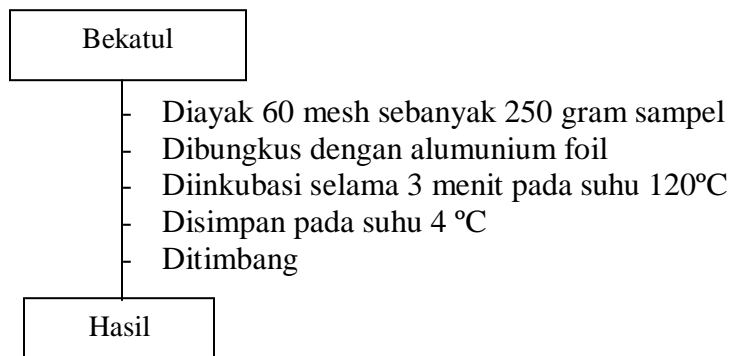 Bekatul
- Diayak 60 mesh sebanyak 250 gram sampel
- Dibungkus dengan alumunium foil
- Diinkubasi selama 3 menit pada suhu 120ºC
- Disimpan pada suhu 4 ºC
- Ditimbang
Hasil